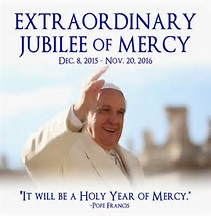 EXTRAORDINARY
JUBILEE OF MERCY
DEC. 8, 2015 - NOV. 20, 2016
"IT WILL BE A HOLY YEAR OF MERCY."
-POPE FRANCIS